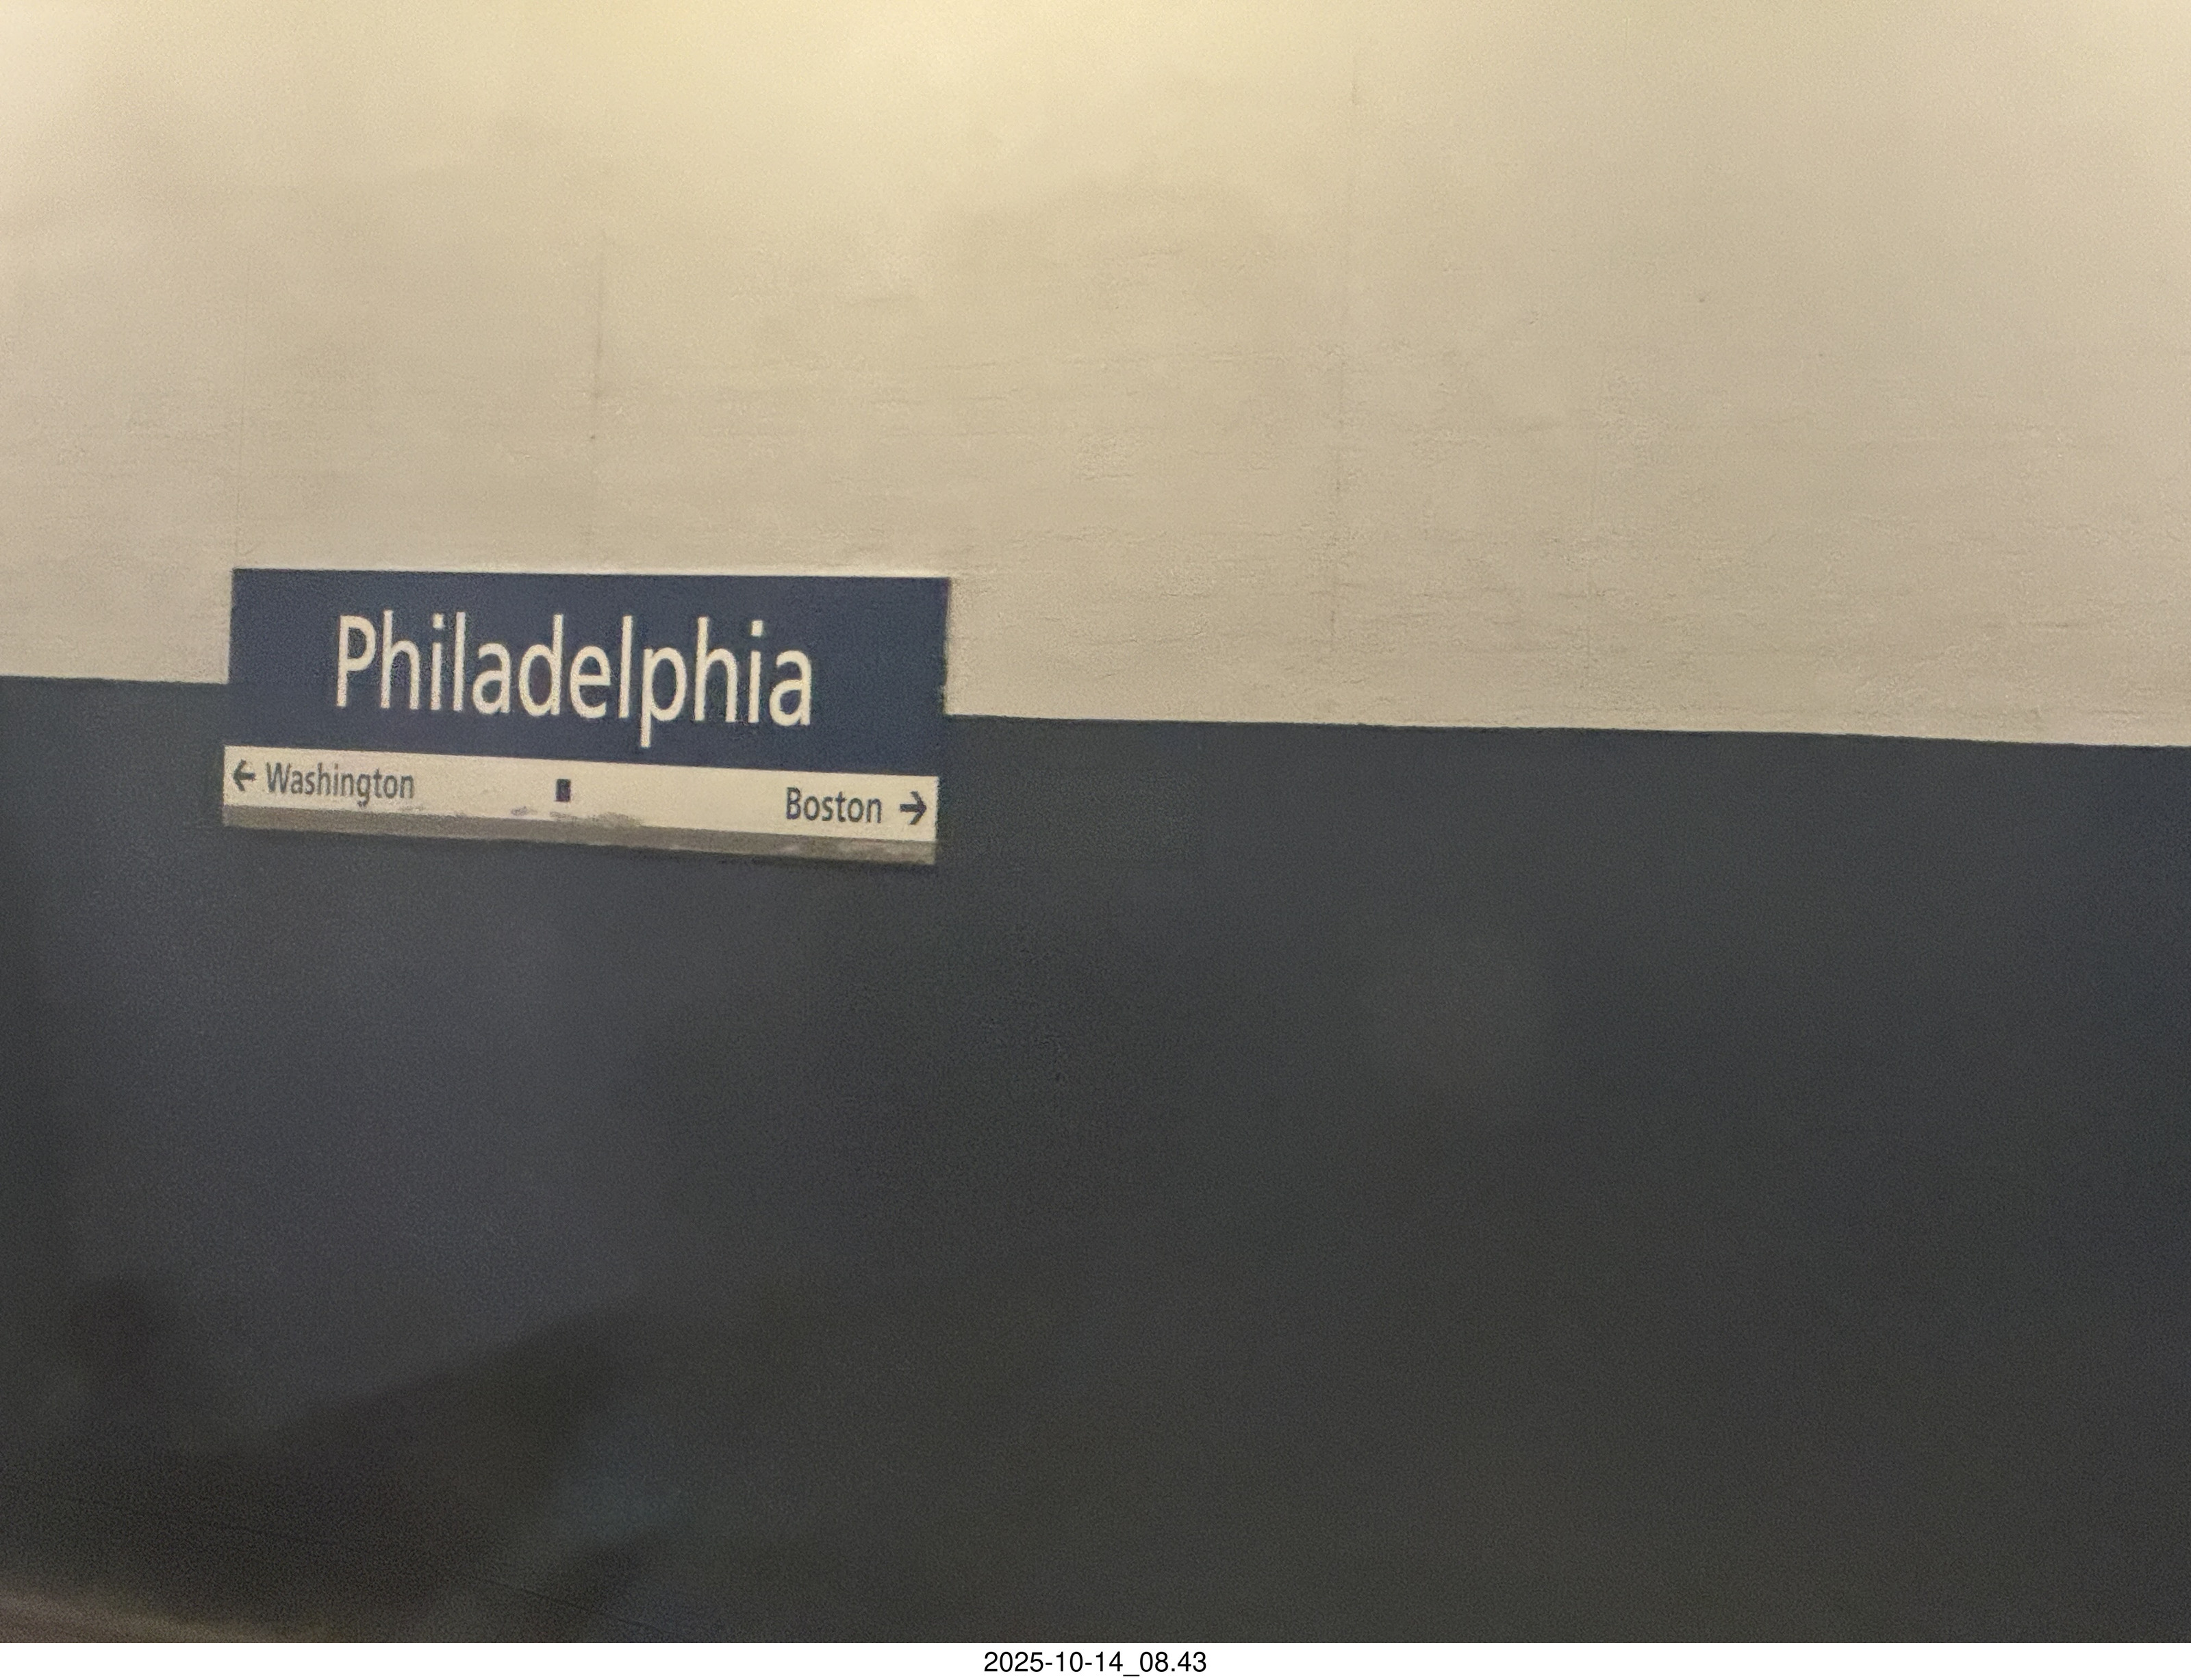 Philadelphia
← Washington
Boston →
2025-10-14_08.43